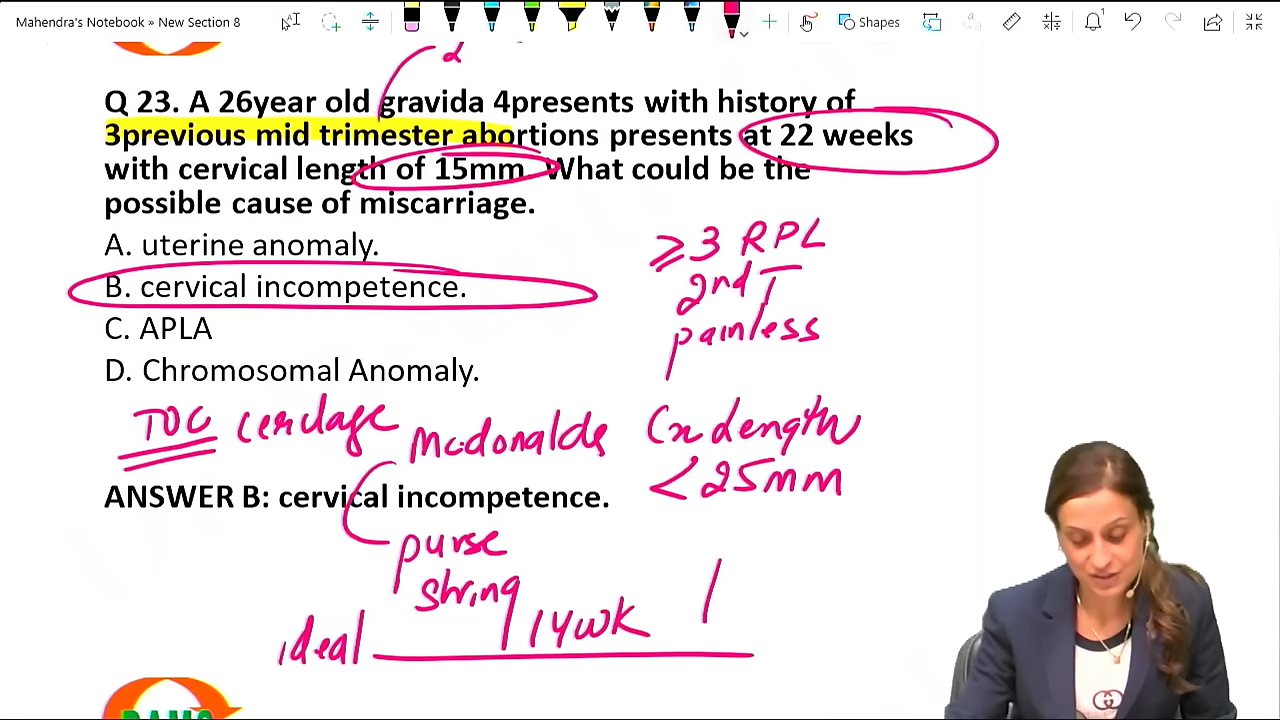 Mahendra's Notebook » New Section 8
Shapes
Q 23. A 26year old gravida 4presents with history of
3previous mid trimester abortions presents at 22 weeks
with cervical length of 15mm. What could be the
possible cause of miscarriage.
A. uterine anomaly.
B. cervical incompetence.
C. APLA
D. Chromosomal Anomaly.
≥3 RPL
2nd T
painless
Cx length
<25mm
TOC cerclage
Mcdonalds
ANSWER B: cervical incompetence.
purse
string
ideal 14wk
GUCCI